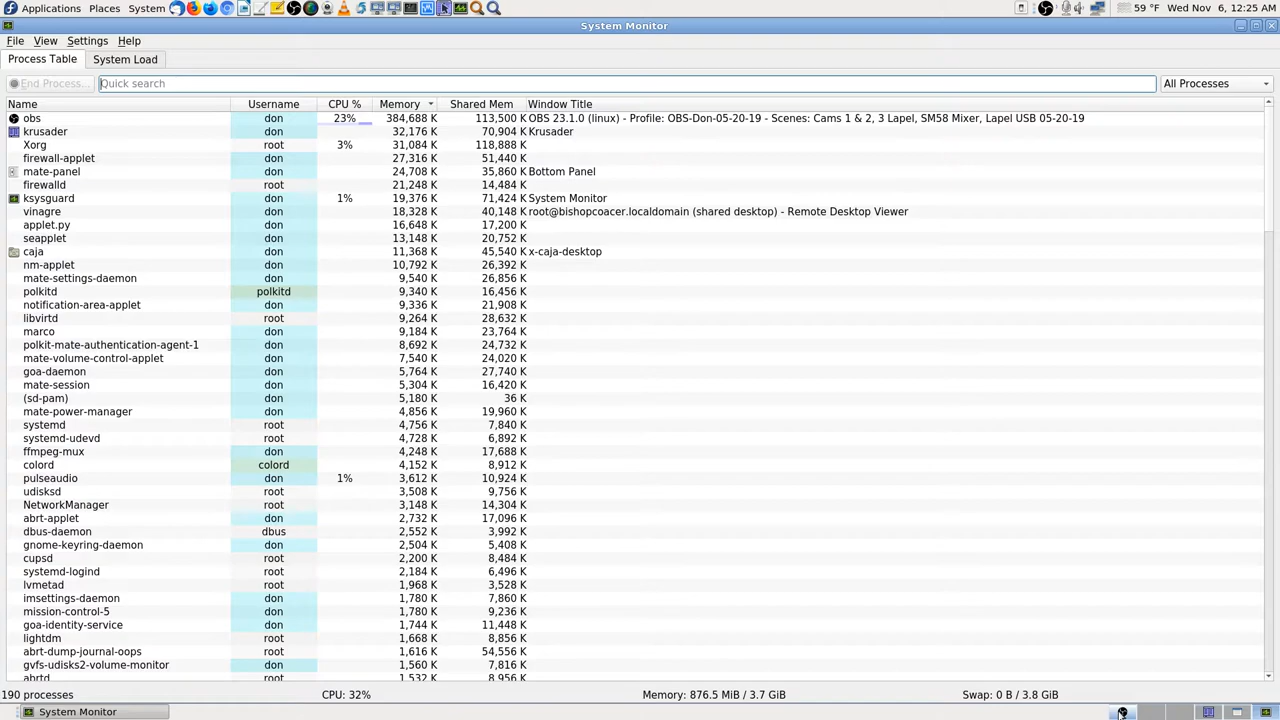 Applications Places System 59 °F Wed Nov 6, 12:25 AM
System Monitor
File View Settings Help
Process Table System Load
End Process... Quick search All Processes
Name Username CPU % Memory Shared Mem Window Title
obs don 23% 384,688 K 113,500 K OBS 23.1.0 (linux) - Profile: OBS-Don-05-20-19 - Scenes: Cams 1 & 2, 3 Lapel, SM58 Mixer, Lapel USB 05-20-19
krusader don 32,176 K 70,904 K Krusader
Xorg root 3% 31,084 K 118,888 K
firewall-applet don 27,316 K 51,440 K
mate-panel don 24,708 K 35,860 K Bottom Panel
firewalld root 21,248 K 14,484 K
ksysguard don 1% 19,376 K 71,424 K System Monitor
vinagre don 18,328 K 40,148 K root@bishopcoacer.localdomain (shared desktop) - Remote Desktop Viewer
applet.py don 16,648 K 17,200 K
seapplet don 13,148 K 20,752 K
caja don 11,368 K 45,540 K x-caja-desktop
nm-applet don 10,792 K 26,392 K
mate-settings-daemon don 9,540 K 26,856 K
polkitd polkitd 9,340 K 16,456 K
notification-area-applet don 9,336 K 21,908 K
libvirtd root 9,264 K 28,632 K
marco don 9,184 K 23,764 K
polkit-mate-authentication-agent-1 don 8,692 K 24,732 K
mate-volume-control-applet don 7,540 K 24,020 K
goa-daemon don 5,764 K 27,740 K
mate-session don 5,304 K 16,420 K
(sd-pam) don 5,180 K 36 K
mate-power-manager don 4,856 K 19,960 K
systemd root 4,756 K 7,840 K
systemd-udevd root 4,728 K 6,892 K
ffmpeg-mux don 4,248 K 17,688 K
colord colord 4,152 K 8,912 K
pulseaudio don 1% 3,612 K 10,924 K
udisksd root 3,508 K 9,756 K
NetworkManager root 3,148 K 14,304 K
abrt-applet don 2,732 K 17,096 K
dbus-daemon dbus 2,552 K 3,992 K
gnome-keyring-daemon don 2,504 K 5,408 K
cupsd root 2,200 K 8,484 K
systemd-logind root 2,184 K 6,496 K
lvmetad root 1,968 K 3,528 K
imsettings-daemon don 1,780 K 7,860 K
mission-control-5 don 1,780 K 9,236 K
goa-identity-service don 1,744 K 11,448 K
lightdm root 1,668 K 8,856 K
abrt-dump-journal-oops root 1,616 K 54,556 K
gvfs-udisks2-volume-monitor don 1,560 K 7,816 K
abrtd root 1,532 K 8,956 K
190 processes CPU: 32% Memory: 876.5 MiB / 3.7 GiB Swap: 0 B / 3.8 GiB
System Monitor